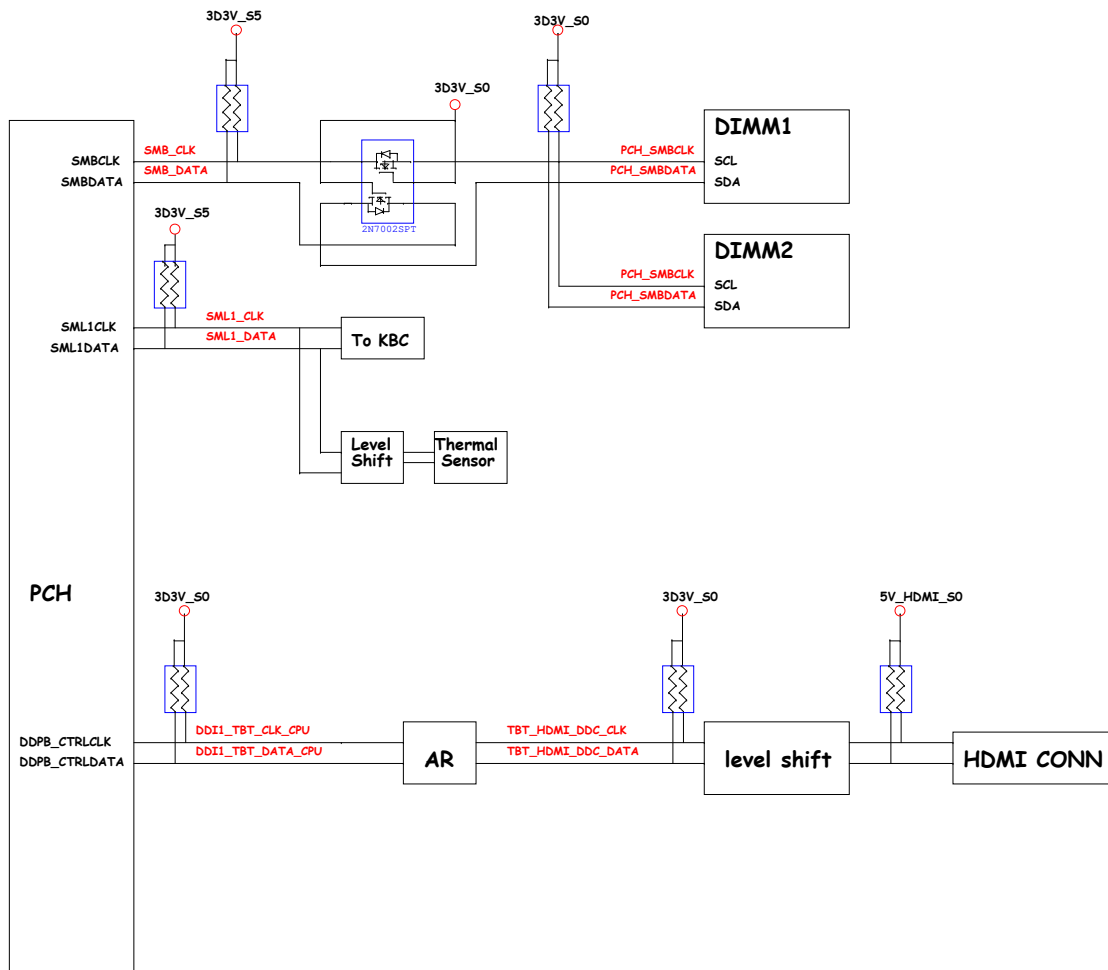 3D3V_S5
3D3V_S0
3D3V_S0
DIMM1
SMBCLK
SMB_CLK
PCH_SMBCLK
SCL
SMBDATA
SMB_DATA
PCH_SMBDATA
SDA
2N7002SPT
3D3V_S5
DIMM2
PCH_SMBCLK
SCL
PCH_SMBDATA
SDA
SML1CLK
SML1_CLK
SML1DATA
SML1_DATA
To KBC
Level
Shift
Thermal
Sensor
PCH
3D3V_S0
3D3V_S0
5V_HDMI_S0
DDPB_CTRLCLK
DDI1_TBT_CLK_CPU
TBT_HDMI_DDC_CLK
DDPB_CTRLDATA
DDI1_TBT_DATA_CPU
TBT_HDMI_DDC_DATA
AR
level shift
HDMI CONN